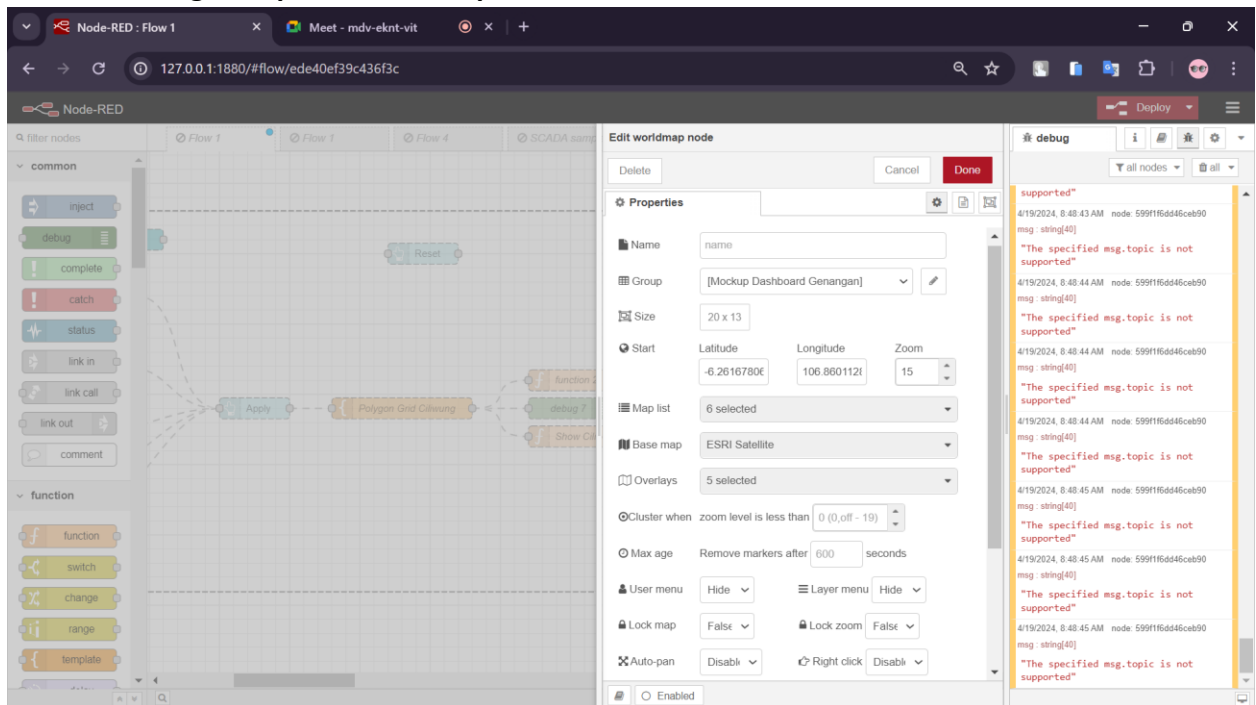 Node-RED : Flow 1
Meet - mdv-eknt-vit
127.0.0.1:1880/#flow/ede40ef39c436f3c
Node-RED
Deploy
filter nodes
Flow 1
Flow 1
Flow 4
SCADA samp
common
inject
debug
complete
catch
status
link in
link call
link out
comment
function
function
switch
change
range
template
Reset
Apply
Polygon Grid Ciliwung
function 2
debug 7
Show Cil
Edit worldmap node
Delete
Cancel
Done
Properties
Name
name
Group
[Mockup Dashboard Genangan]
Size
20 x 13
Start
Latitude
Longitude
Zoom
-6.26167806
106.8601128
15
Map list
6 selected
Base map
ESRI Satellite
Overlays
5 selected
Cluster when zoom level is less than 0 (0,off - 19)
Max age
Remove markers after 600 seconds
User menu
Hide
Layer menu
Hide
Lock map
False
Lock zoom
False
Auto-pan
Disabl
Right click
Disabl
Enabled
debug
i
all nodes
all
supported"
4/19/2024, 8:48:43 AM node: 599f1f6dd46ceb90
msg : string[40]
"The specified msg.topic is not
supported"
4/19/2024, 8:48:44 AM node: 599f1f6dd46ceb90
msg : string[40]
"The specified msg.topic is not
supported"
4/19/2024, 8:48:44 AM node: 599f1f6dd46ceb90
msg : string[40]
"The specified msg.topic is not
supported"
4/19/2024, 8:48:44 AM node: 599f1f6dd46ceb90
msg : string[40]
"The specified msg.topic is not
supported"
4/19/2024, 8:48:45 AM node: 599f1f6dd46ceb90
msg : string[40]
"The specified msg.topic is not
supported"
4/19/2024, 8:48:45 AM node: 599f1f6dd46ceb90
msg : string[40]
"The specified msg.topic is not
supported"
4/19/2024, 8:48:45 AM node: 599f1f6dd46ceb90
msg : string[40]
"The specified msg.topic is not
supported"